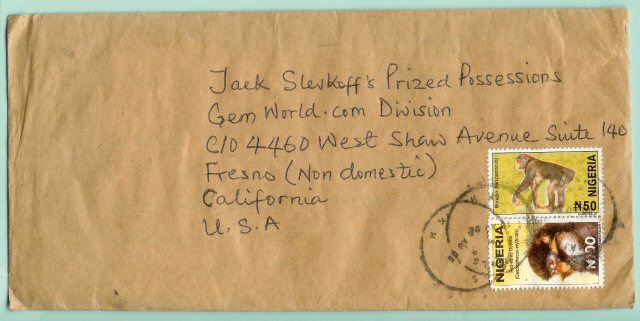 Jack Slevkoff's Prized Possessions
Gem World.com Division
C/O 4460 West Shaw Avenue Suite 140
Fresno (Non domestic)
California
U.S.A
₦50
NIGERIA
NIGERIA